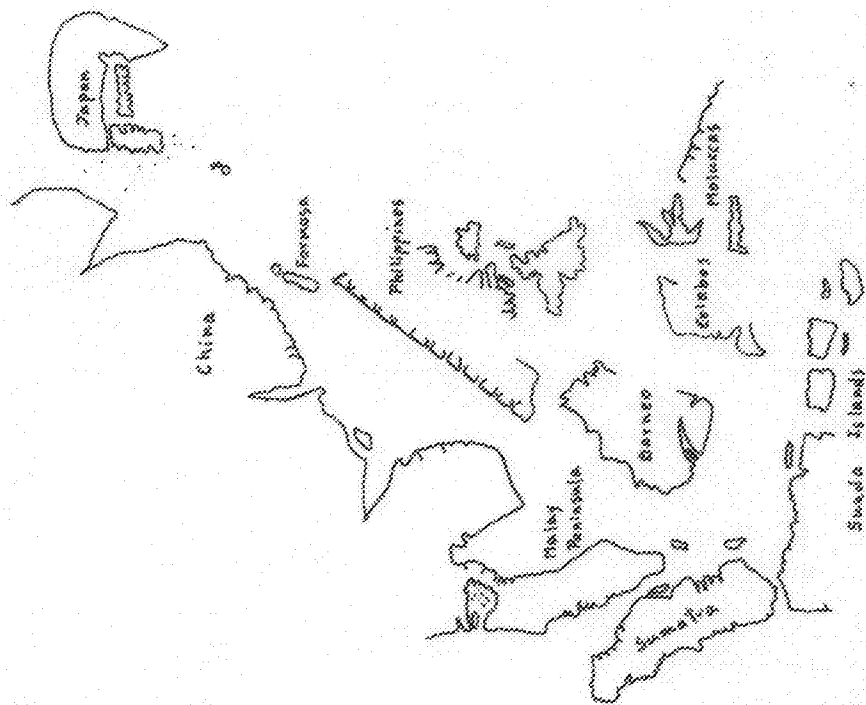 Japan
Formosa
China
Philippines
Moluccas
Celebes
Borneo
Malay
Peninsula
Sumatra
Sunda Islands